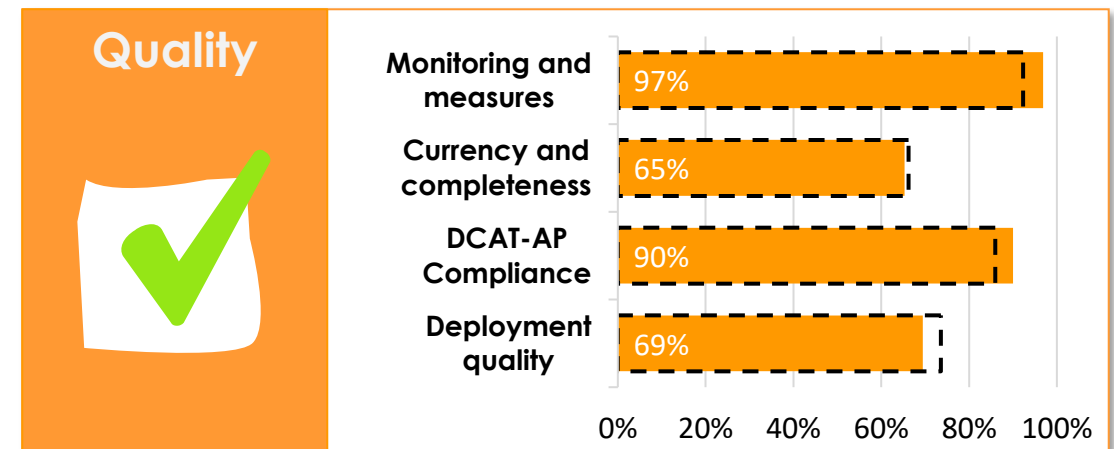 Quality
Monitoring and
measures
97%
Currency and
completeness
65%
DCAT-AP
Compliance
90%
Deployment
quality
69%
0% 20% 40% 60% 80% 100%